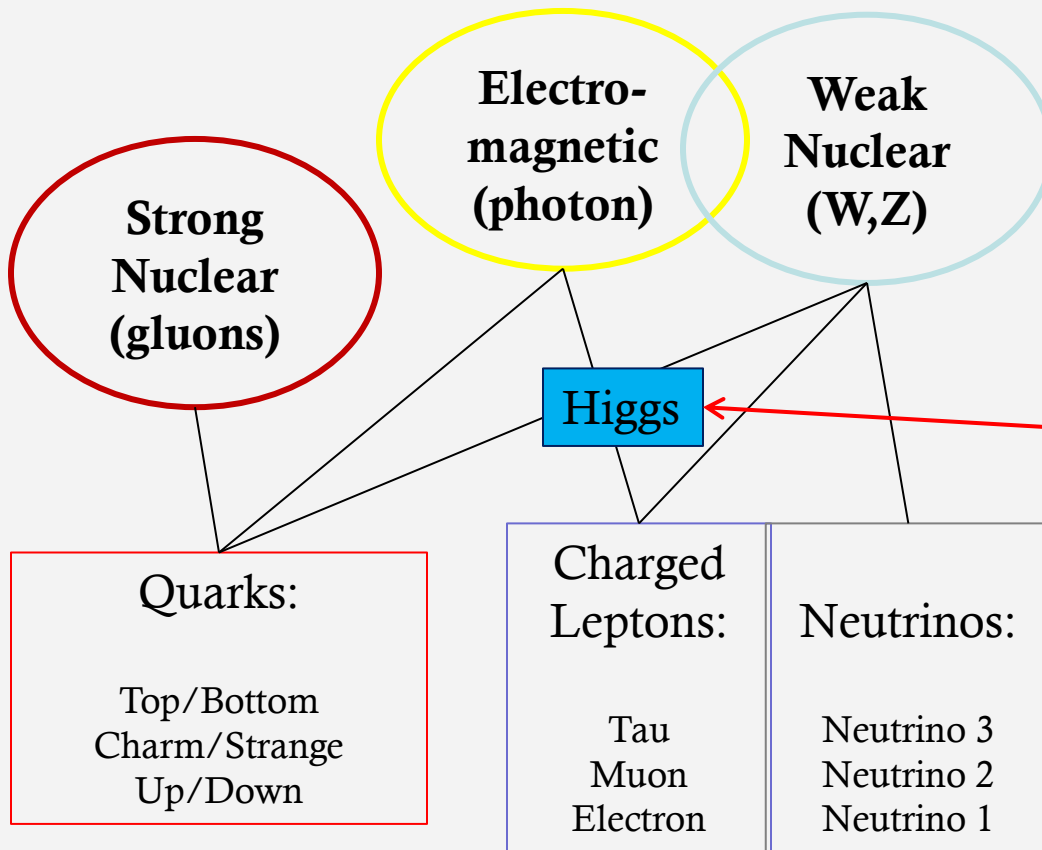 Strong
Nuclear
(gluons)
Electro-
magnetic
(photon)
Weak
Nuclear
(W,Z)
Higgs
Quarks:
Top/Bottom
Charm/Strange
Up/Down
Charged
Leptons:
Tau
Muon
Electron
Neutrinos:
Neutrino 3
Neutrino 2
Neutrino 1